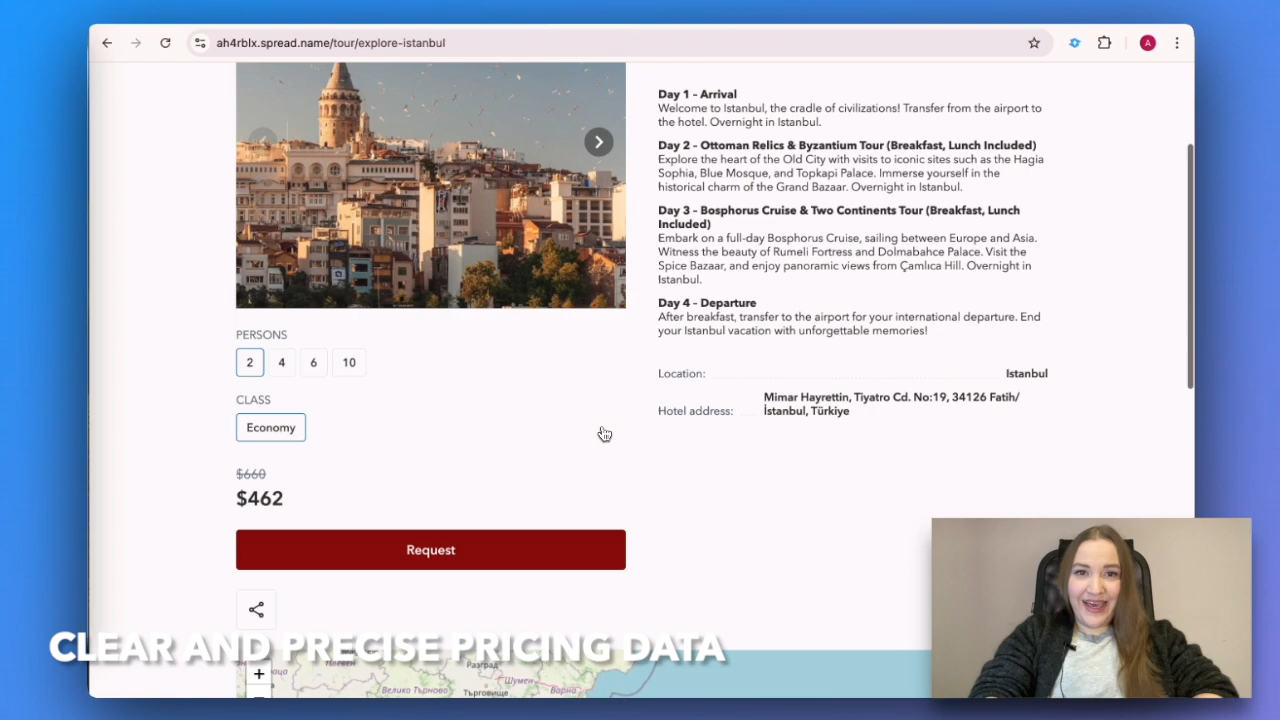 ah4rblx.spread.name/tour/explore-istanbul
A
Day 1 – Arrival
Welcome to Istanbul, the cradle of civilizations! Transfer from the airport to
the hotel. Overnight in Istanbul.
Day 2 – Ottoman Relics & Byzantium Tour (Breakfast, Lunch Included)
Explore the heart of the Old City with visits to iconic sites such as the Hagia
Sophia, Blue Mosque, and Topkapi Palace. Immerse yourself in the
historical charm of the Grand Bazaar. Overnight in Istanbul.
Day 3 – Bosphorus Cruise & Two Continents Tour (Breakfast, Lunch
Included)
Embark on a full-day Bosphorus Cruise, sailing between Europe and Asia.
Witness the beauty of Rumeli Fortress and Dolmabahce Palace. Visit the
Spice Bazaar, and enjoy panoramic views from Çamlıca Hill. Overnight in
Istanbul.
Day 4 – Departure
After breakfast, transfer to the airport for your international departure. End
your Istanbul vacation with unforgettable memories!
Location: Istanbul
Hotel address: Mimar Hayrettin, Tiyatro Cd. No:19, 34126 Fatih/
İstanbul, Türkiye
PERSONS
2 4 6 10
CLASS
Economy
$660
$462
Request
CLEAR AND PRECISE PRICING DATA
+
Разград
Шумен
Велико Търново
Варна
Търговище